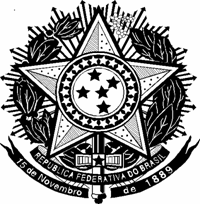 REPÚBLICA FEDERATIVA DO BRASIL
15 de Novembro de 1889